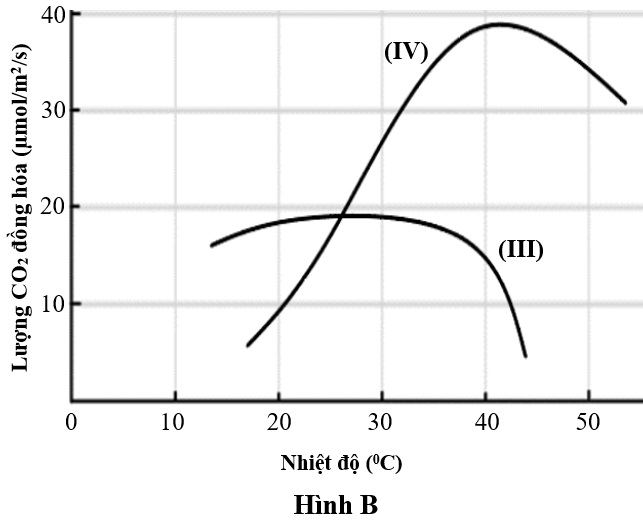 Lượng CO₂ đồng hóa (µmol/m²/s)
40
30
20
10
(IV)
(III)
0 10 20 30 40 50
Nhiệt độ (⁰C)
Hình B